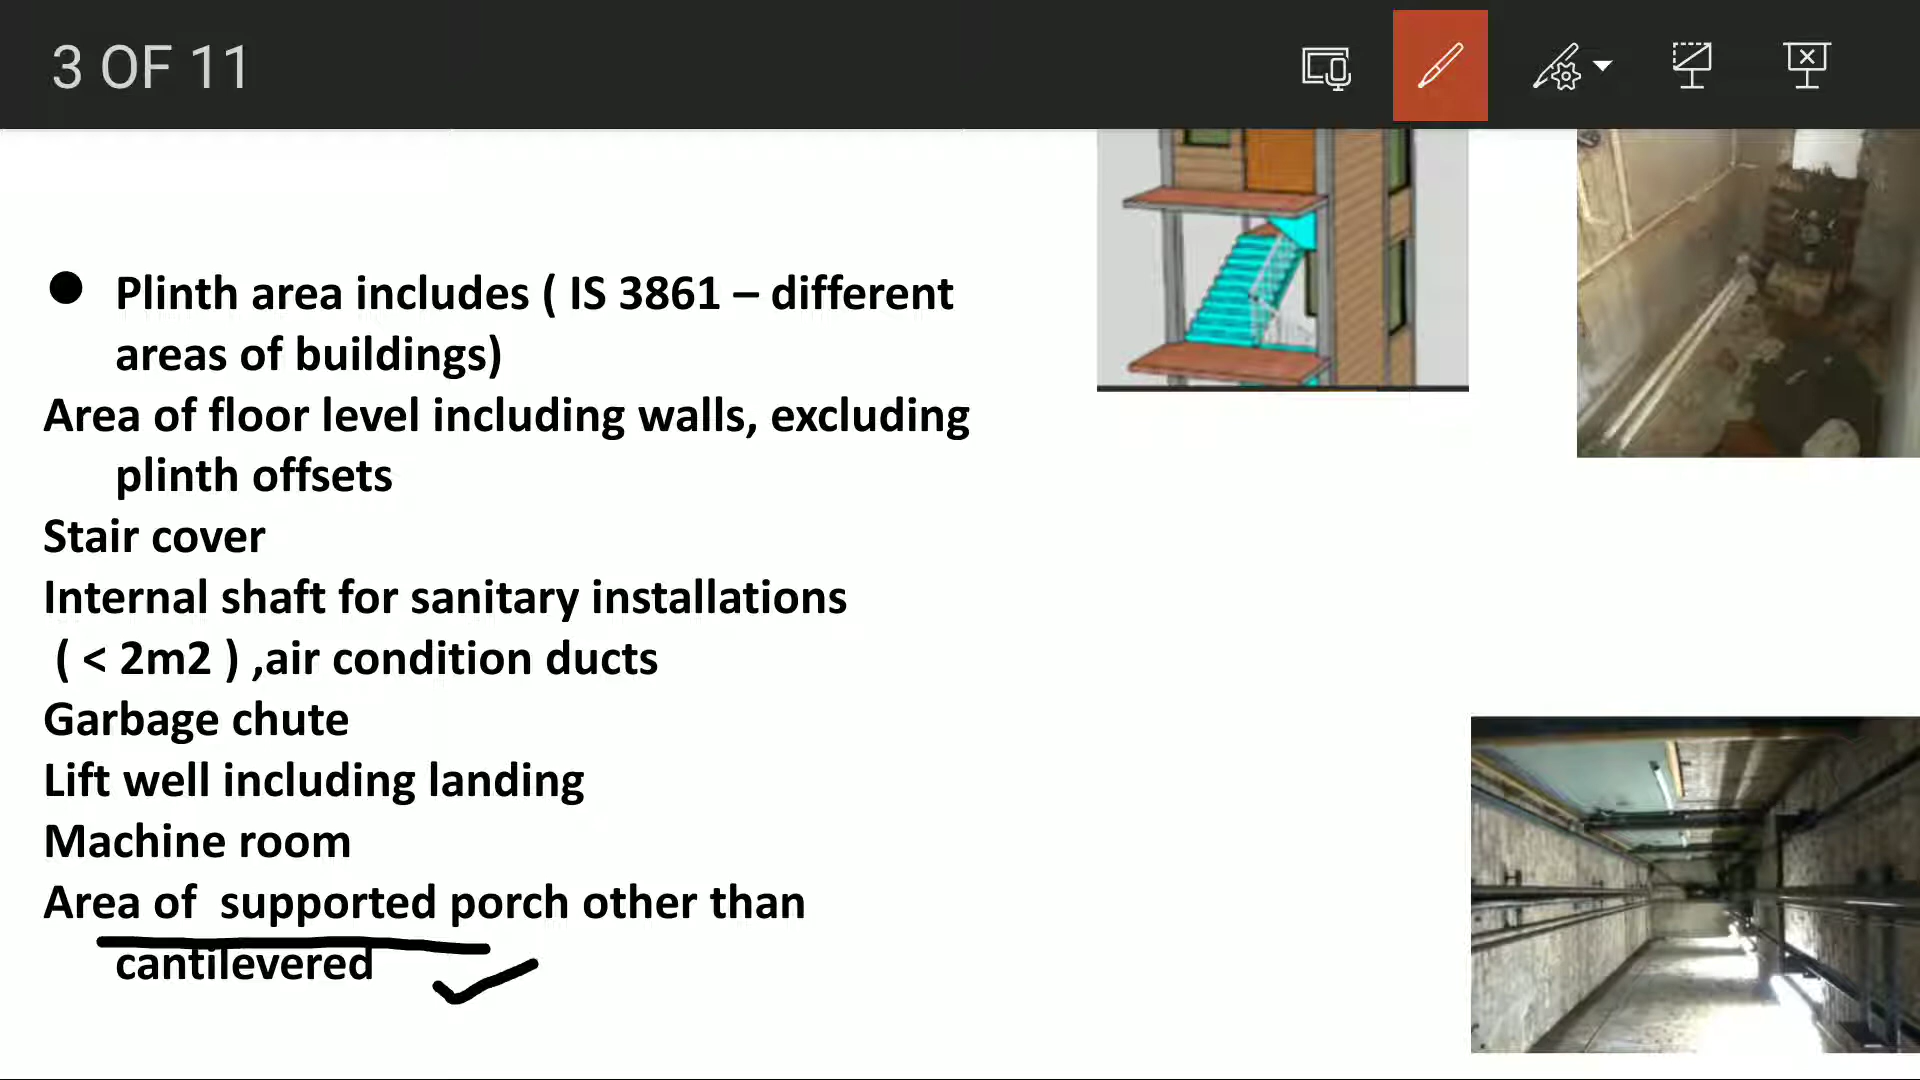 3 OF 11
● Plinth area includes ( IS 3861 – different
areas of buildings)
Area of floor level including walls, excluding
plinth offsets
Stair cover
Internal shaft for sanitary installations
( < 2m2 ) ,air condition ducts
Garbage chute
Lift well including landing
Machine room
Area of  supported porch other than
cantilevered